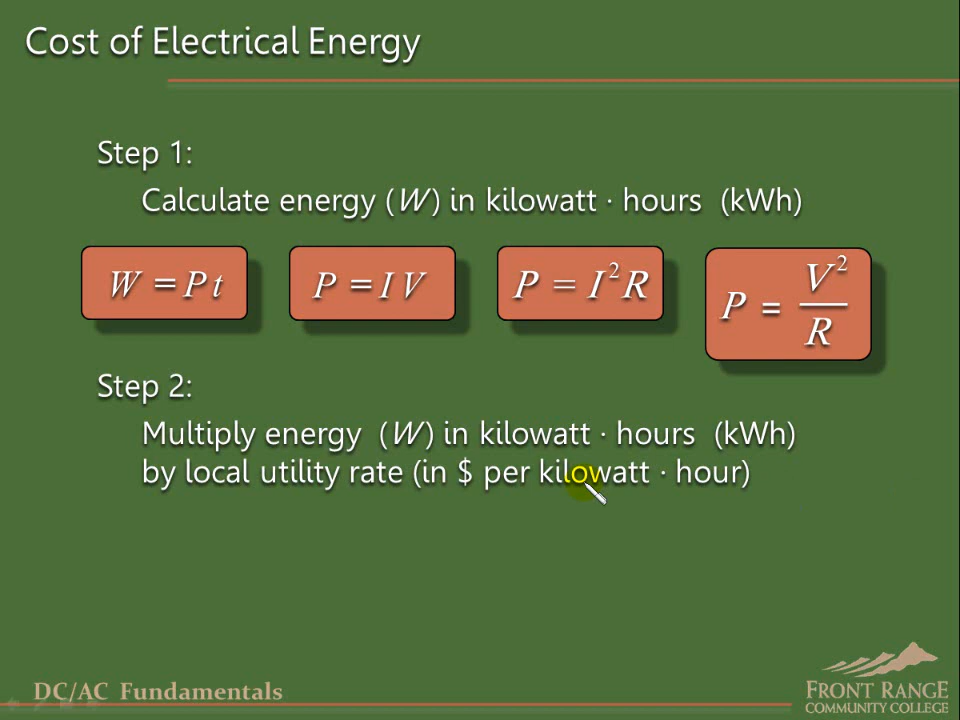 Cost of Electrical Energy
Step 1:
Calculate energy (W) in kilowatt · hours (kWh)
W = P t
P = I V
P = I² R
P = V² / R
Step 2:
Multiply energy (W) in kilowatt · hours (kWh)
by local utility rate (in $ per kilowatt · hour)
DC/AC Fundamentals
FRONT RANGE
COMMUNITY COLLEGE